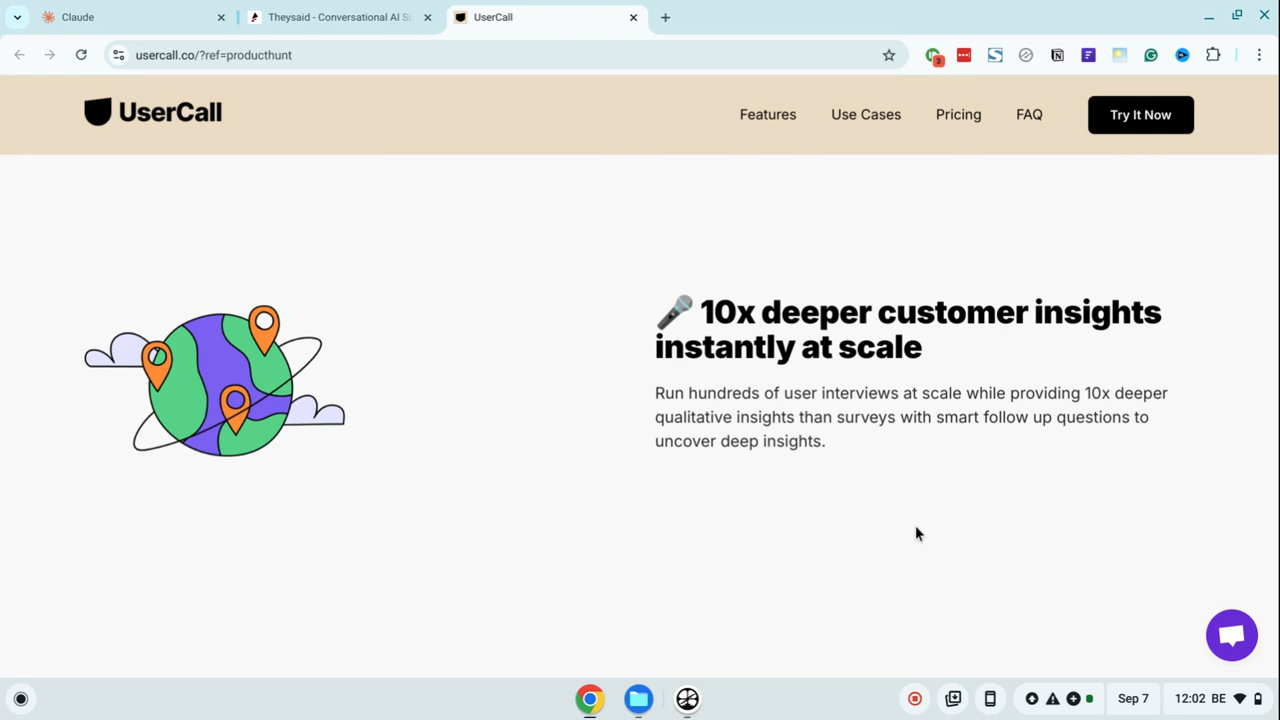 Claude
Theysaid - Conversational AI Su
UserCall
usercall.co/?ref=producthunt
3
UserCall
Features
Use Cases
Pricing
FAQ
Try It Now
🎤 10x deeper customer insights
instantly at scale
Run hundreds of user interviews at scale while providing 10x deeper
qualitative insights than surveys with smart follow up questions to
uncover deep insights.
Sep 7
12:02 BE